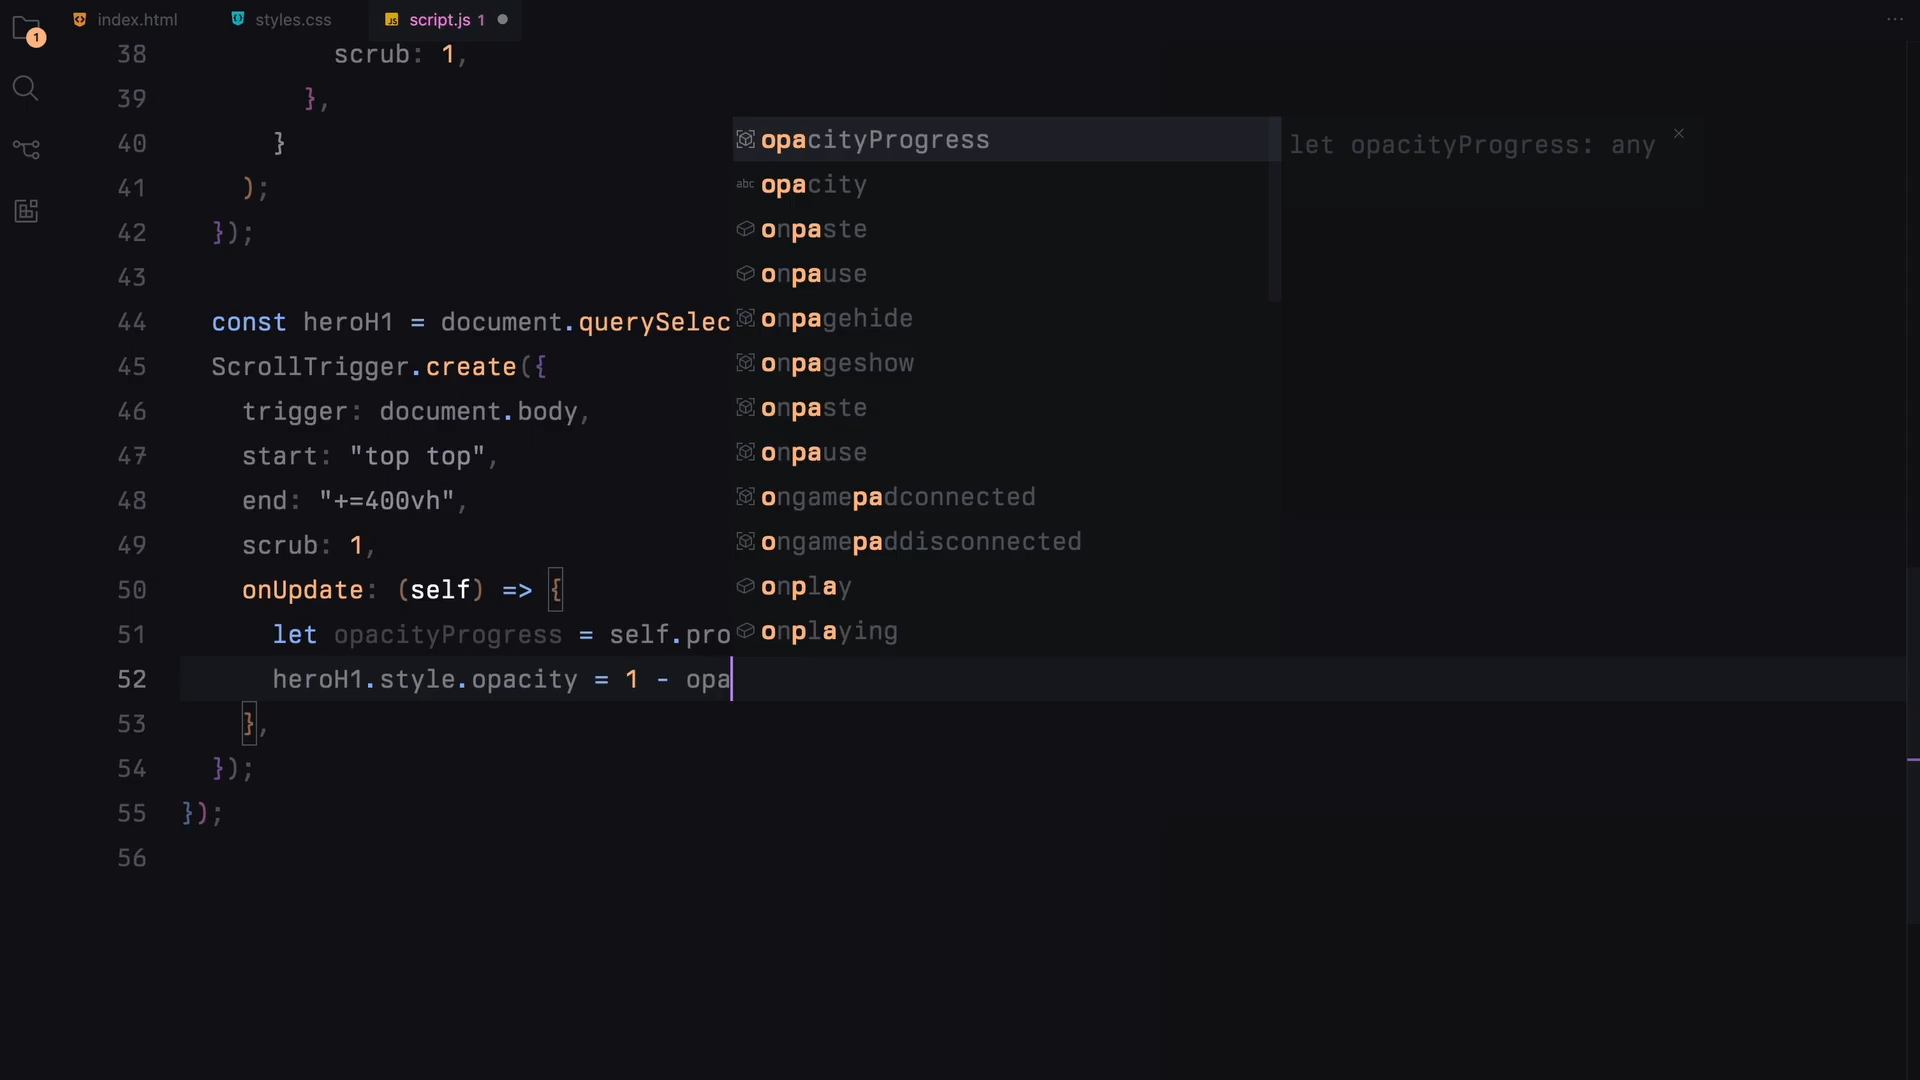 index.html
styles.css
script.js 1
1
38 scrub: 1,
39 },
40 }
41 );
42 });
43
44 const heroH1 = document.querySelec
45 ScrollTrigger.create({
46 trigger: document.body,
47 start: "top top",
48 end: "+=400vh",
49 scrub: 1,
50 onUpdate: (self) => {
51 let opacityProgress = self.pro
52 heroH1.style.opacity = 1 - opa
53 },
54 });
55 });
56
opacityProgress
abc opacity
onpaste
onpause
onpagehide
onpageshow
onpaste
onpause
ongamepadconnected
ongamepaddisconnected
onplay
onplaying
let opacityProgress: any